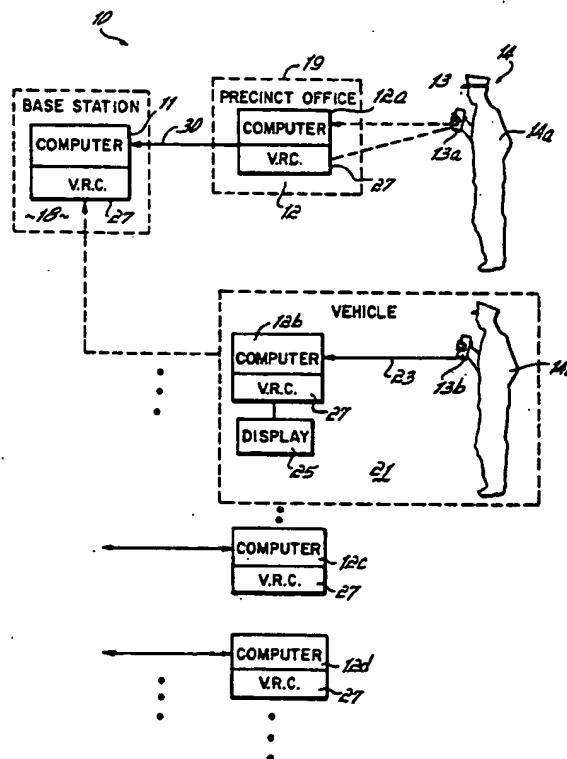 10
14
19
13
BASE STATION
11
PRECINCT OFFICE
12a
COMPUTER
30
COMPUTER
13a
14a
V.R.C.
V.R.C.
~18~
27
27
12
VEHICLE
12b
COMPUTER
23
13b
V.R.C.
27
DISPLAY
25
21
COMPUTER
12c
V.R.C.
27
COMPUTER
12d
V.R.C.
27